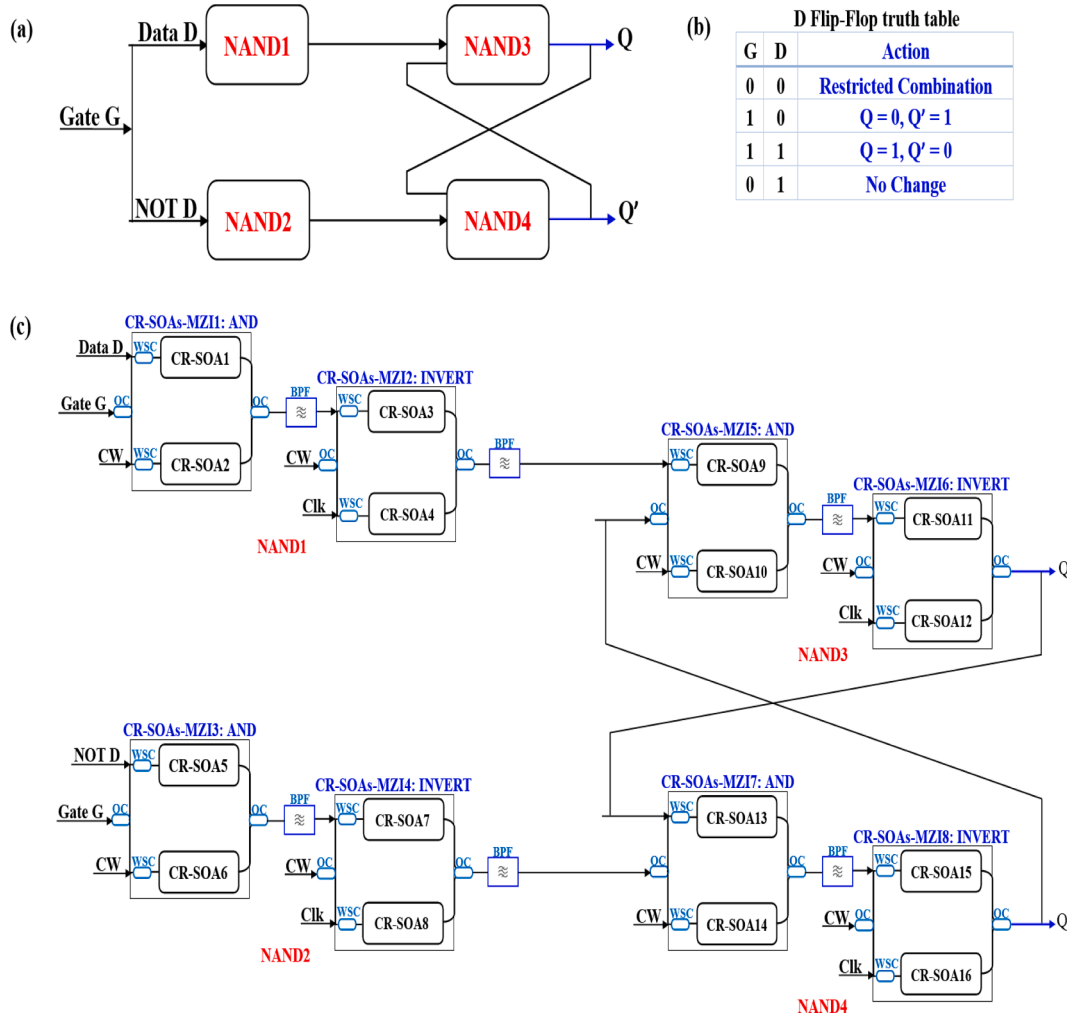 (a)
Data D
NAND1
NAND3
Q
Gate G
NOT D
NAND2
NAND4
Q′
(b)
D Flip-Flop truth table
G D Action
0 0 Restricted Combination
1 0 Q = 0, Q′ = 1
1 1 Q = 1, Q′ = 0
0 1 No Change
(c)
CR-SOAs-MZI1: AND
Data D
WSC
CR-SOA1
Gate G
OC
OC
CW
WSC
CR-SOA2
BPF
CR-SOAs-MZI2: INVERT
WSC
CR-SOA3
CW
OC
OC
Clk
WSC
CR-SOA4
NAND1
BPF
CR-SOAs-MZI5: AND
WSC
CR-SOA9
OC
OC
CW
WSC
CR-SOA10
BPF
CR-SOAs-MZI6: INVERT
WSC
CR-SOA11
CW
OC
OC
Q
Clk
WSC
CR-SOA12
NAND3
CR-SOAs-MZI3: AND
NOT D
WSC
CR-SOA5
Gate G
OC
OC
CW
WSC
CR-SOA6
BPF
CR-SOAs-MZI4: INVERT
WSC
CR-SOA7
CW
OC
OC
Clk
WSC
CR-SOA8
NAND2
BPF
CR-SOAs-MZI7: AND
WSC
CR-SOA13
OC
OC
CW
WSC
CR-SOA14
BPF
CR-SOAs-MZI8: INVERT
WSC
CR-SOA15
CW
OC
OC
Q
Clk
WSC
CR-SOA16
NAND4